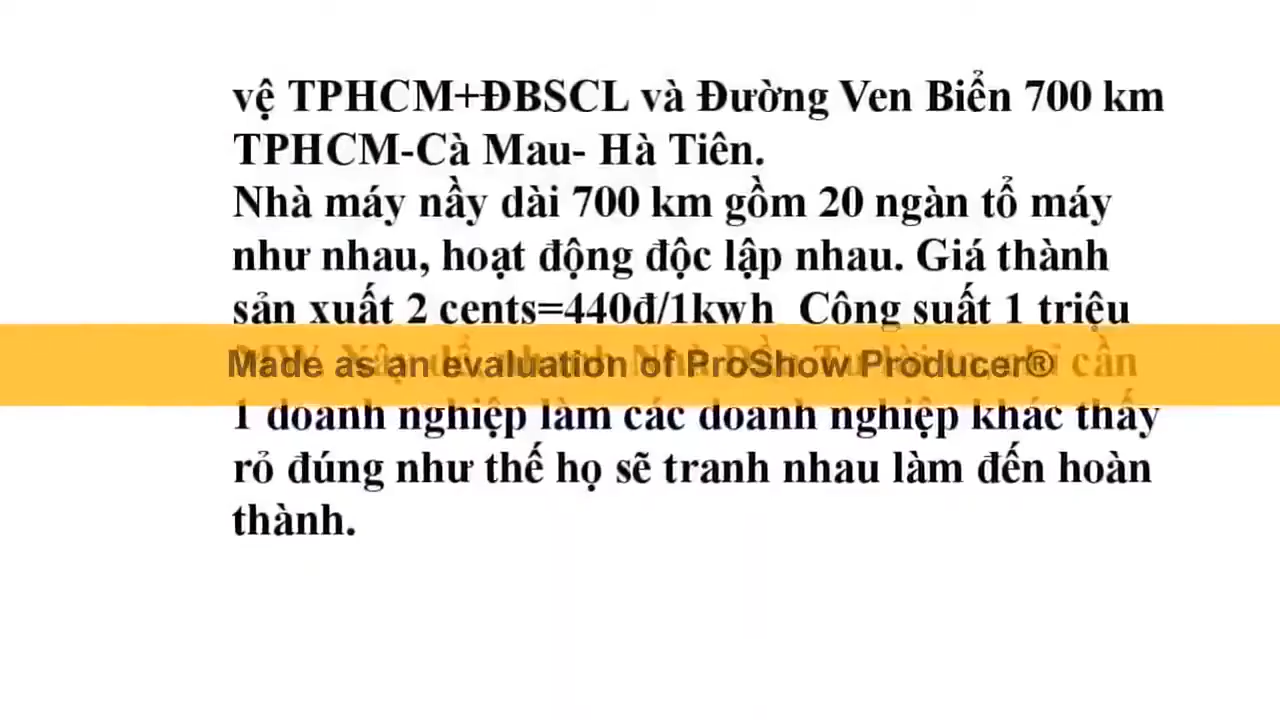 vệ TPHCM+ĐBSCL và Đường Ven Biển 700 km
TPHCM-Cà Mau- Hà Tiên.
Nhà máy nầy dài 700 km gồm 20 ngàn tổ máy
như nhau, hoạt động độc lập nhau. Giá thành
sản xuất 2 cents=440đ/1kwh Công suất 1 triệu
Made as an evaluation of ProShow Producer®
cần
1 doanh nghiệp làm các doanh nghiệp khác thấy
rỏ đúng như thế họ sẽ tranh nhau làm đến hoàn
thành.